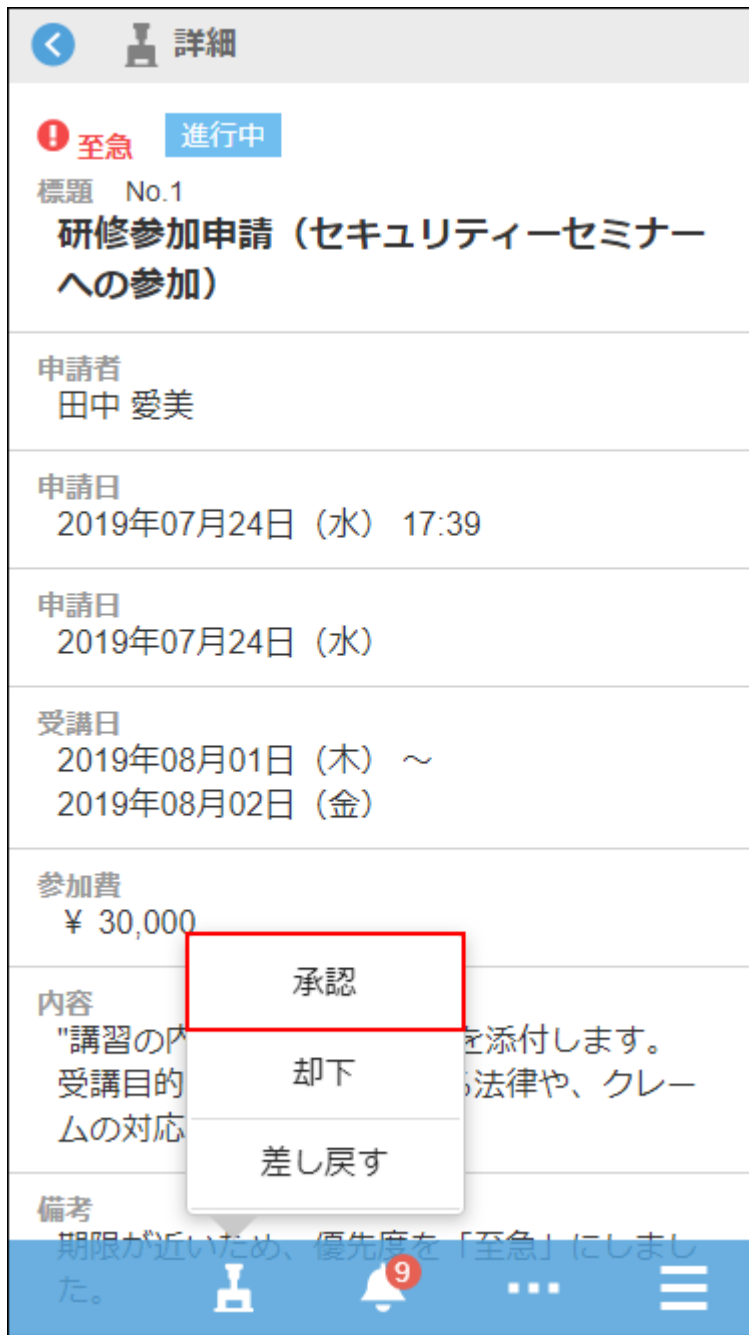 詳細
至急 進行中
標題 No.1
研修参加申請（セキュリティーセミナー
への参加）
申請者
田中 愛美
申請日
2019年07月24日（水） 17:39
申請日
2019年07月24日（水）
受講日
2019年08月01日（木） ～
2019年08月02日（金）
参加費
¥ 30,000
内容
"講習の内 を添付します。
受講目的 る法律や、クレー
ムの対応
承認
却下
差し戻す
備考
期限が近いため、優先度を「至急」にしまし
た。
9